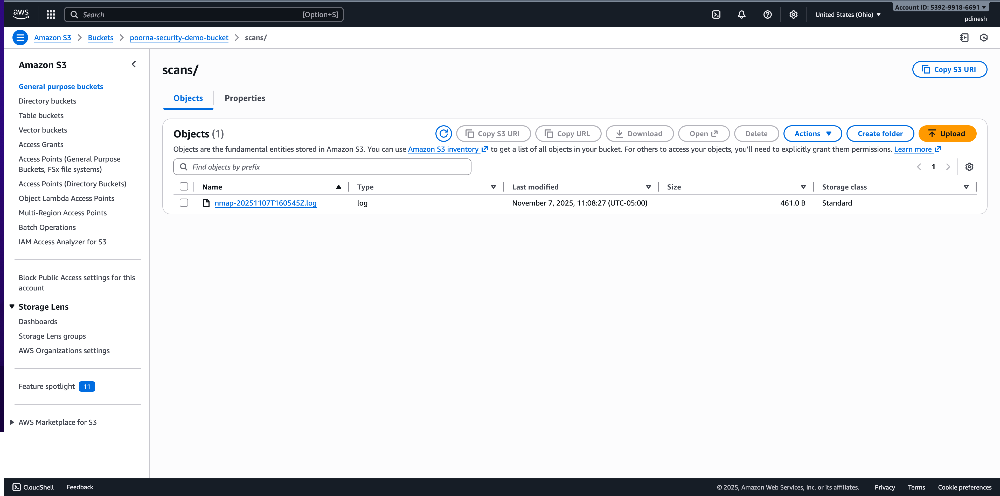 aws
Search [Option+S]
United States (Ohio)
Account ID: 5392-9918-6691
pdinesh
Amazon S3 > Buckets > poorna-security-demo-bucket > scans/
Amazon S3
General purpose buckets
Directory buckets
Table buckets
Vector buckets
Access Grants
Access Points (General Purpose
Buckets, FSx file systems)
Access Points (Directory Buckets)
Object Lambda Access Points
Multi-Region Access Points
Batch Operations
IAM Access Analyzer for S3
Block Public Access settings for this
account
Storage Lens
Dashboards
Storage Lens groups
AWS Organizations settings
Feature spotlight 11
AWS Marketplace for S3
scans/
Copy S3 URI
Objects Properties
Objects (1)
Copy S3 URI Copy URL Download Open Delete Actions Create folder Upload
Objects are the fundamental entities stored in Amazon S3. You can use Amazon S3 inventory to get a list of all objects in your bucket. For others to access your objects, you'll need to explicitly grant them permissions. Learn more
Find objects by prefix
1
Name Type Last modified Size Storage class
nmap-20251107T160545Z.log log November 7, 2025, 11:08:27 (UTC-05:00) 461.0 B Standard
CloudShell Feedback © 2025, Amazon Web Services, Inc. or its affiliates. Privacy Terms Cookie preferences